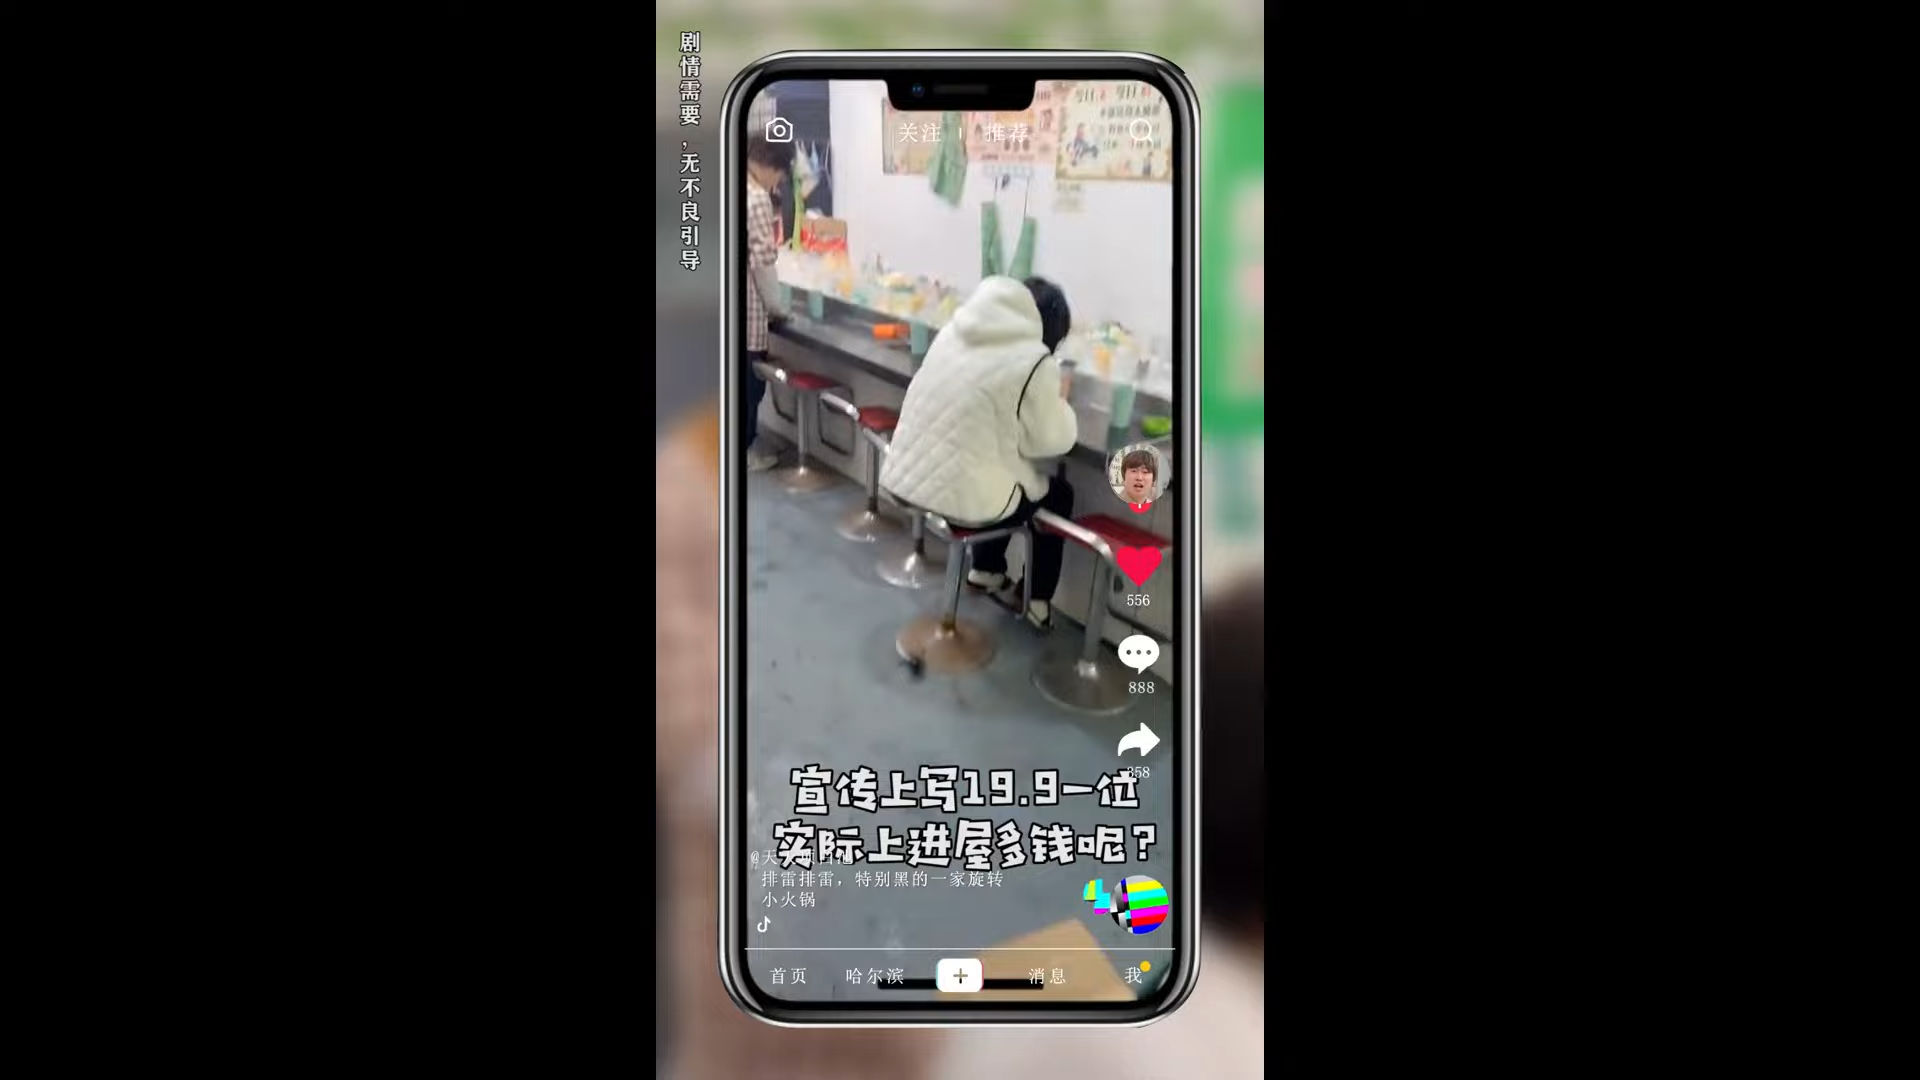 剧情需要，无不良引导
关注
推荐
556
888
358
宣传上写19.9一位
实际上进屋多钱呢？
排雷排雷，特别黑的一家旋转
小火锅
首页
哈尔滨
消息
我